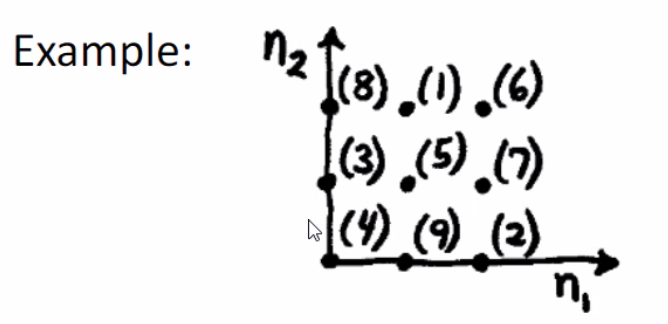 Example:
n₂
(8) (1) (6)
(3) (5) (7)
(4) (9) (2)
n₁